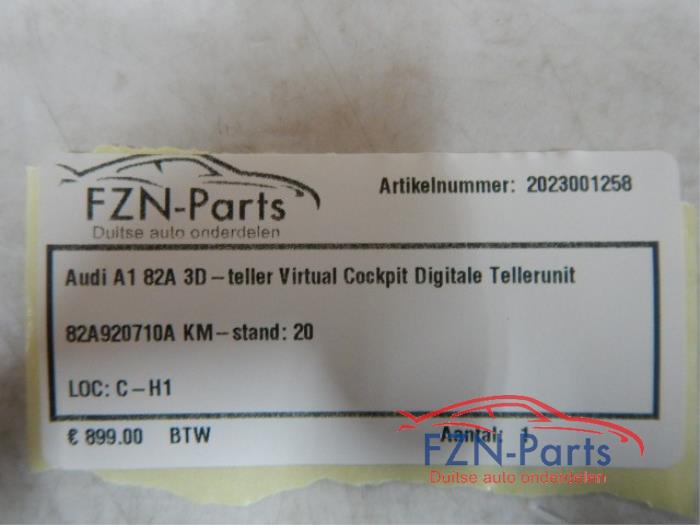 FZN-Parts
Duitse auto onderdelen
Artikelnummer: 2023001258
Audi A1 82A 3D-teller Virtual Cockpit Digitale Tellerunit
82A920710A KM-stand: 20
LOC: C-H1
€ 899.00 BTW
Aantal: 1
FZN-Parts
Duitse auto onderdelen